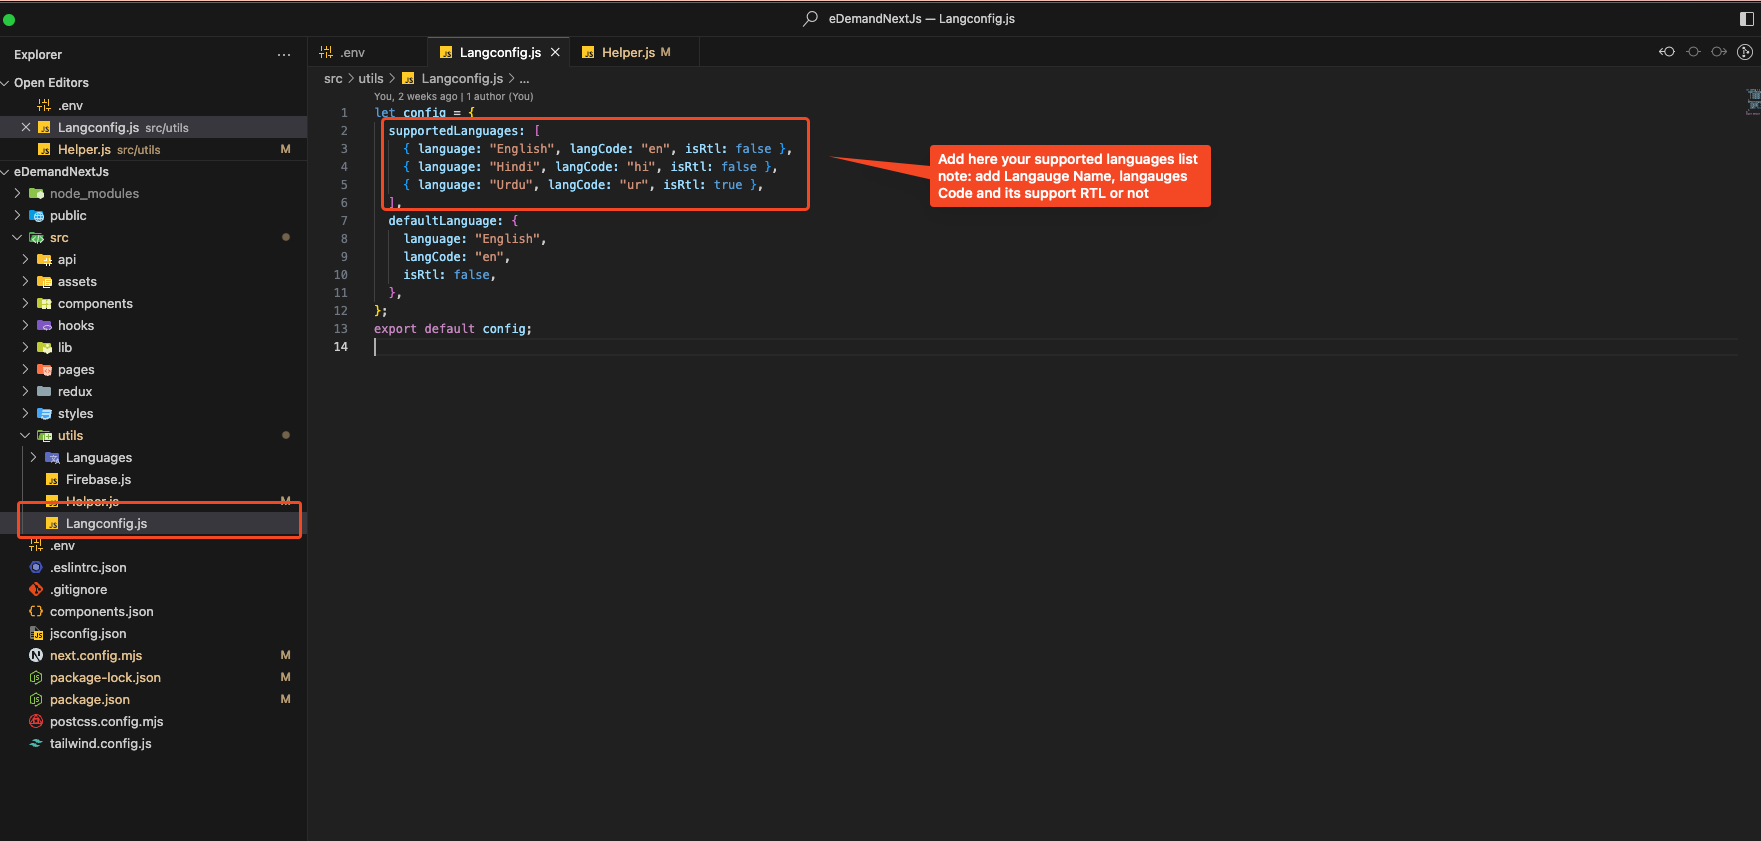 eDemandNextJs — Langconfig.js
Explorer
Open Editors
.env
Langconfig.js src/utils
Helper.js src/utils M
eDemandNextJs
node_modules
public
src
api
assets
components
hooks
lib
pages
redux
styles
utils
Languages
Firebase.js
Helper.js M
Langconfig.js
.env
.eslintrc.json
.gitignore
components.json
jsconfig.json
next.config.mjs M
package-lock.json M
package.json M
postcss.config.mjs
tailwind.config.js
.env
Langconfig.js
Helper.js M
src > utils > JS Langconfig.js > ...
You, 2 weeks ago | 1 author (You)
1 let config = {
2 supportedLanguages: [
3 { language: "English", langCode: "en", isRtl: false },
4 { language: "Hindi", langCode: "hi", isRtl: false },
5 { language: "Urdu", langCode: "ur", isRtl: true },
6 ],
7 defaultLanguage: {
8 language: "English",
9 langCode: "en",
10 isRtl: false,
11 },
12 };
13 export default config;
14
Add here your supported languages list
note: add Langauge Name, langauges
Code and its support RTL or not